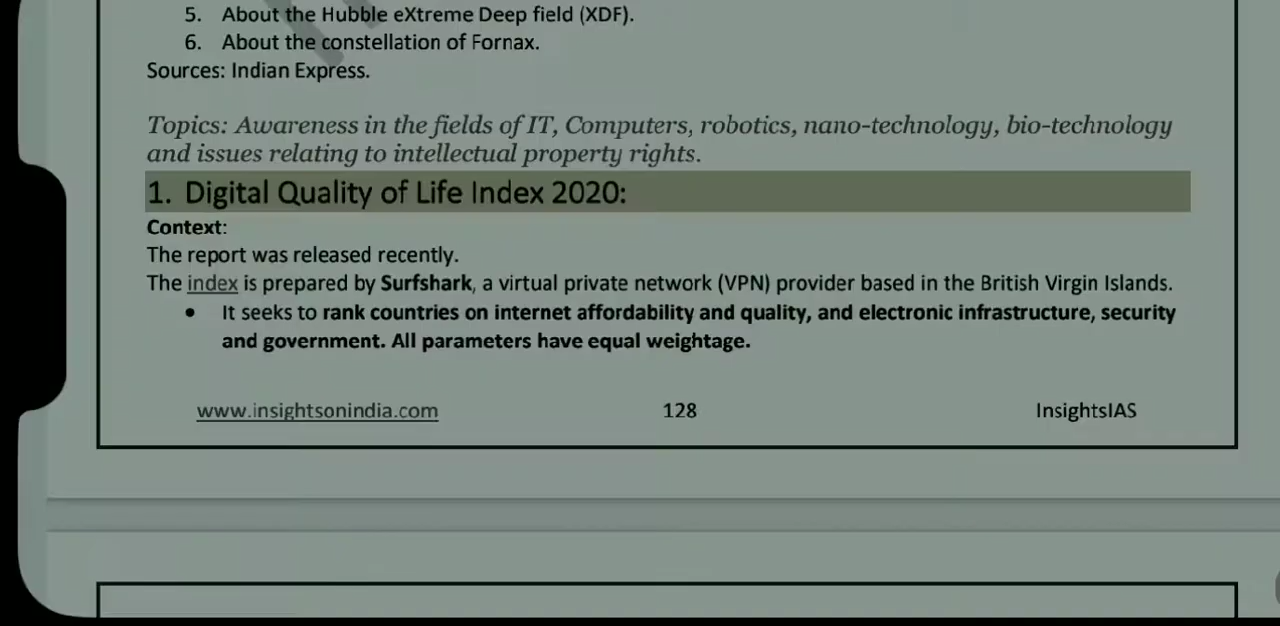 5. About the Hubble eXtreme Deep field (XDF).
6. About the constellation of Fornax.
Sources: Indian Express.
Topics: Awareness in the fields of IT, Computers, robotics, nano-technology, bio-technology
and issues relating to intellectual property rights.
1. Digital Quality of Life Index 2020:
Context:
The report was released recently.
The index is prepared by Surfshark, a virtual private network (VPN) provider based in the British Virgin Islands.
• It seeks to rank countries on internet affordability and quality, and electronic infrastructure, security
and government. All parameters have equal weightage.
www.insightsonindia.com 128 InsightsIAS